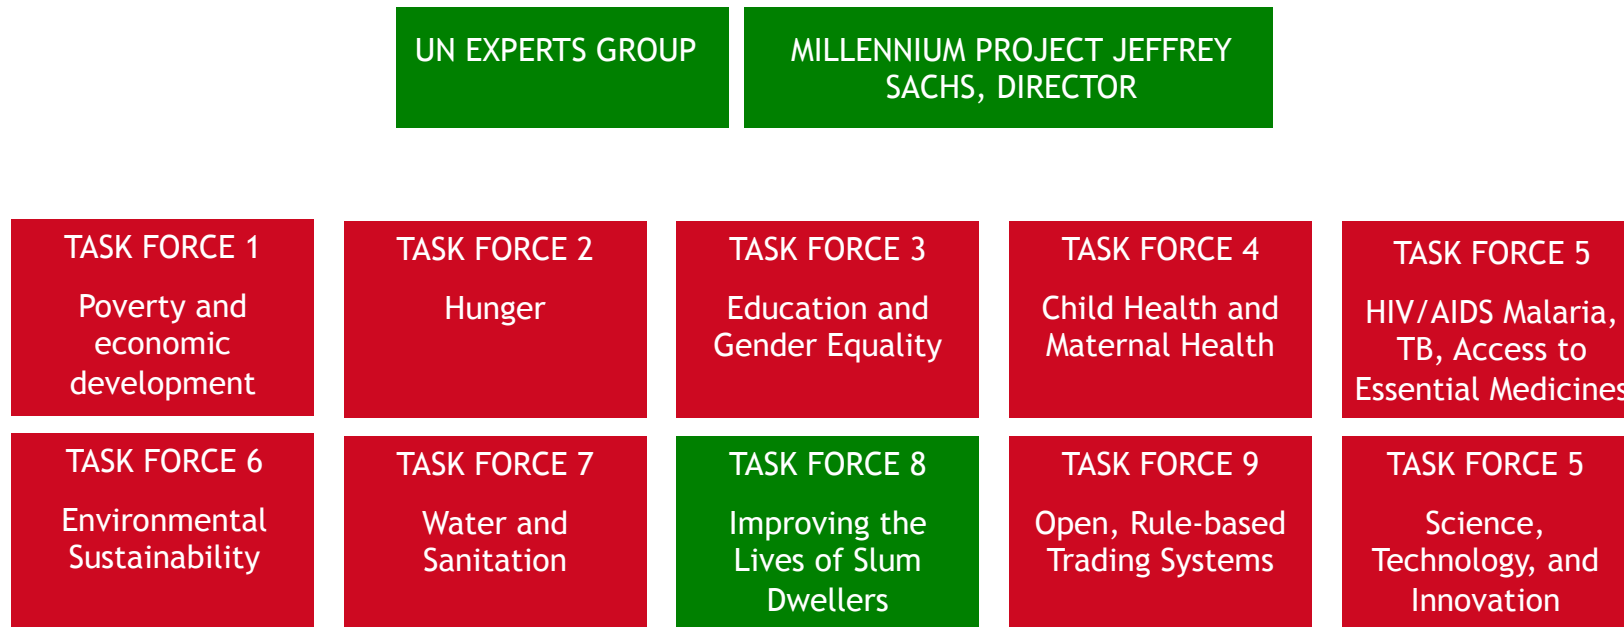 UN EXPERTS GROUP
MILLENNIUM PROJECT JEFFREY
SACHS, DIRECTOR
TASK FORCE 1
Poverty and
economic
development
TASK FORCE 2
Hunger
TASK FORCE 3
Education and
Gender Equality
TASK FORCE 4
Child Health and
Maternal Health
TASK FORCE 5
HIV/AIDS Malaria,
TB, Access to
Essential Medicines
TASK FORCE 6
Environmental
Sustainability
TASK FORCE 7
Water and
Sanitation
TASK FORCE 8
Improving the
Lives of Slum
Dwellers
TASK FORCE 9
Open, Rule-based
Trading Systems
TASK FORCE 5
Science,
Technology, and
Innovation